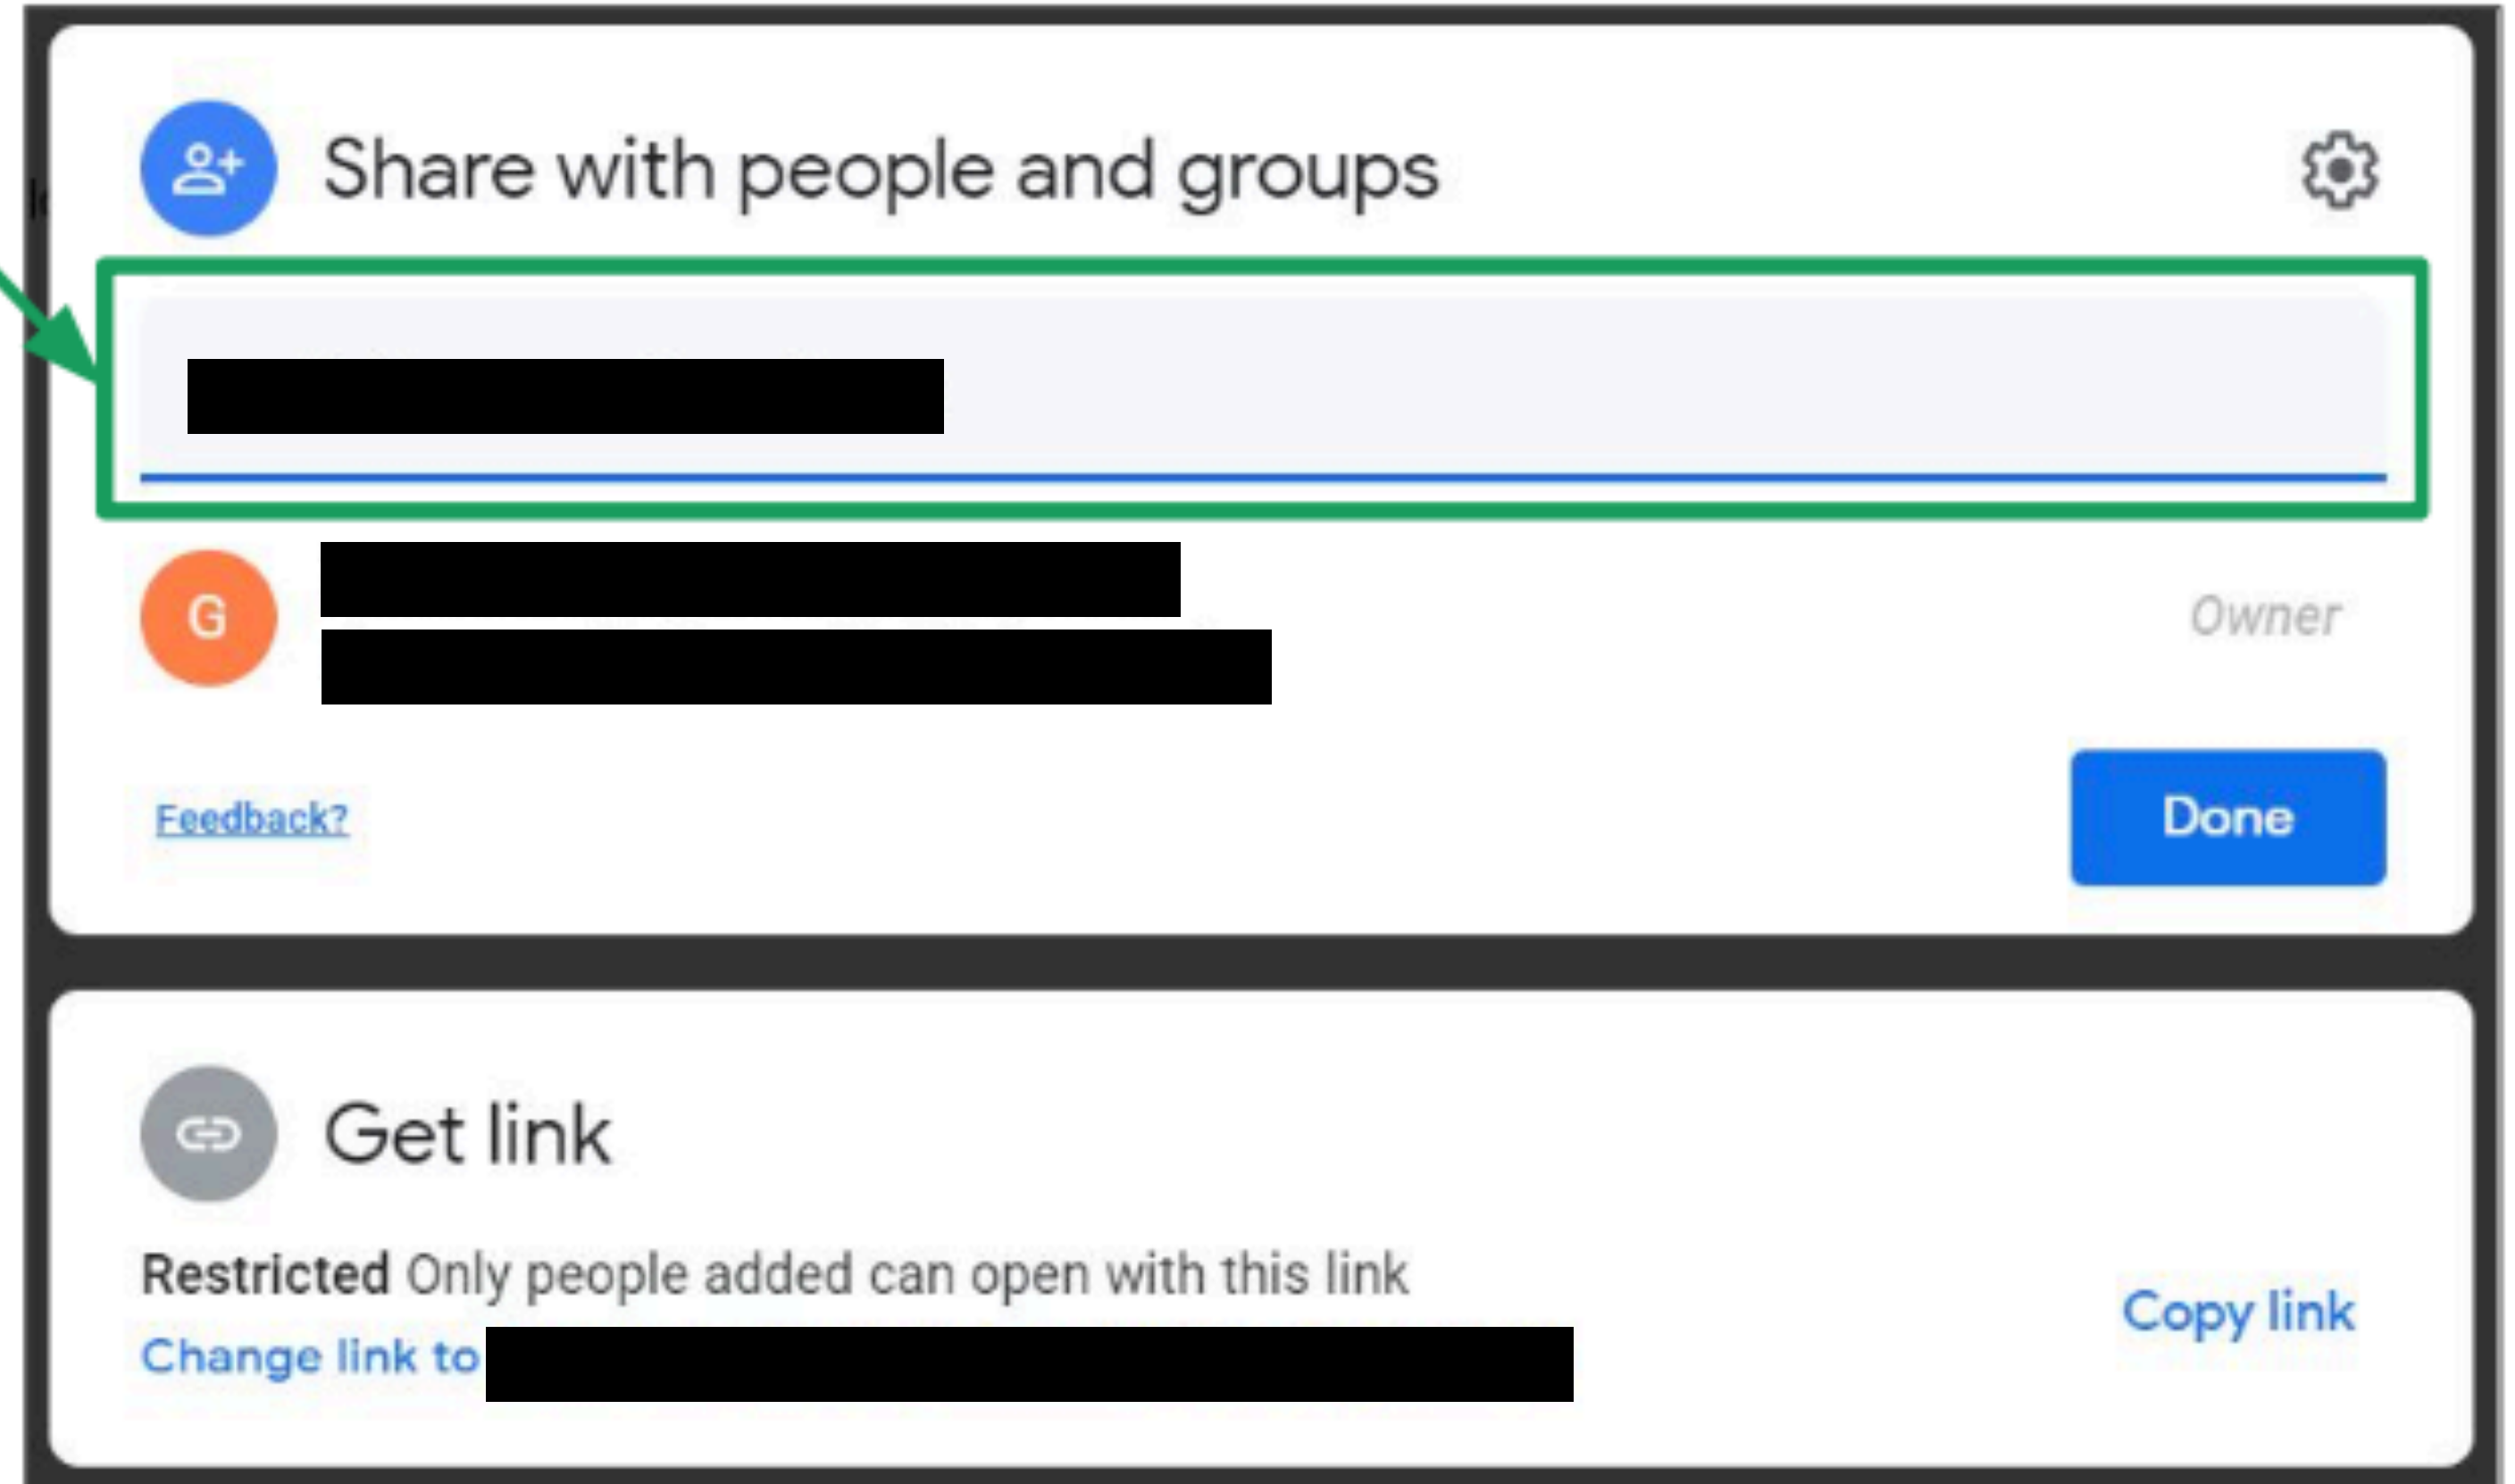 Share with people and groups
G
Owner
Feedback?
Done
Get link
Restricted Only people added can open with this link
Change link to
Copy link